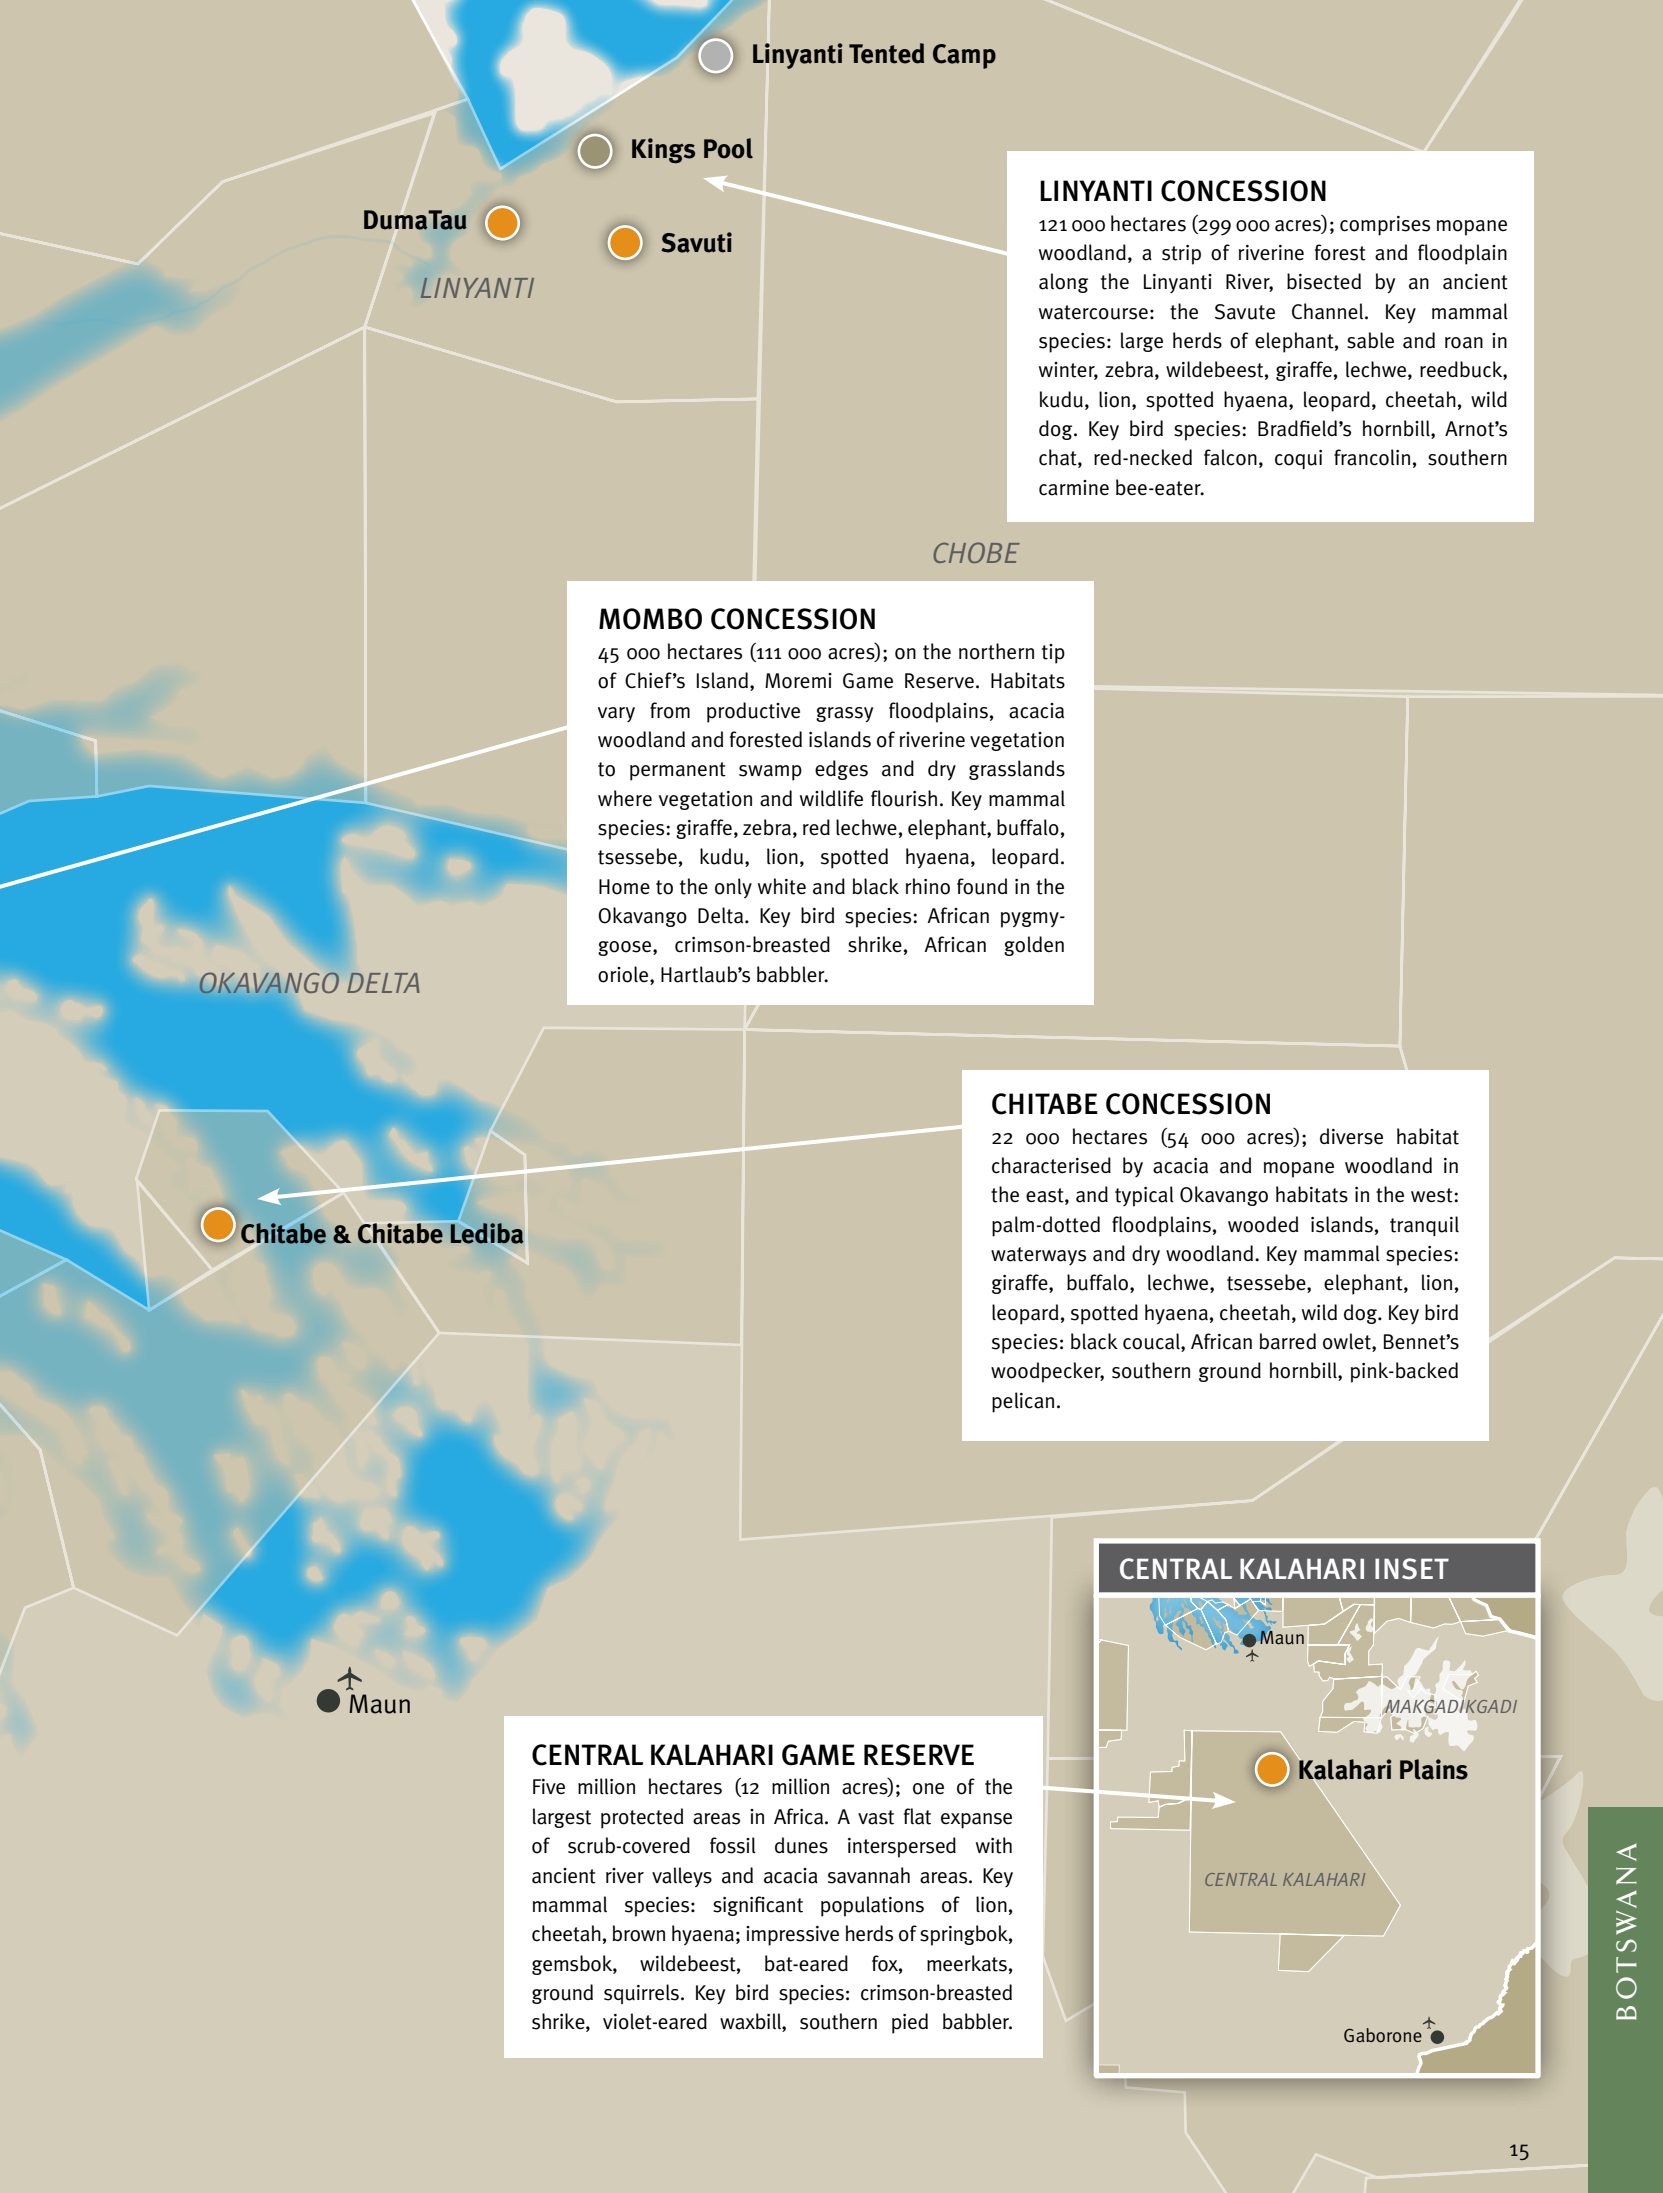 Linyanti Tented Camp
Kings Pool
DumaTau
Savuti
LINYANTI
LINYANTI CONCESSION
121 000 hectares (299 000 acres); comprises mopane
woodland, a strip of riverine forest and floodplain
along the Linyanti River, bisected by an ancient
watercourse: the Savute Channel. Key mammal
species: large herds of elephant, sable and roan in
winter, zebra, wildebeest, giraffe, lechwe, reedbuck,
kudu, lion, spotted hyaena, leopard, cheetah, wild
dog. Key bird species: Bradfield’s hornbill, Arnot’s
chat, red-necked falcon, coqui francolin, southern
carmine bee-eater.
CHOBE
MOMBO CONCESSION
45 000 hectares (111 000 acres); on the northern tip
of Chief’s Island, Moremi Game Reserve. Habitats
vary from productive grassy floodplains, acacia
woodland and forested islands of riverine vegetation
to permanent swamp edges and dry grasslands
where vegetation and wildlife flourish. Key mammal
species: giraffe, zebra, red lechwe, elephant, buffalo,
tsessebe, kudu, lion, spotted hyaena, leopard.
Home to the only white and black rhino found in the
Okavango Delta. Key bird species: African pygmy-
goose, crimson-breasted shrike, African golden
oriole, Hartlaub’s babbler.
OKAVANGO DELTA
CHITABE CONCESSION
22 000 hectares (54 000 acres); diverse habitat
characterised by acacia and mopane woodland in
the east, and typical Okavango habitats in the west:
palm-dotted floodplains, wooded islands, tranquil
waterways and dry woodland. Key mammal species:
giraffe, buffalo, lechwe, tsessebe, elephant, lion,
leopard, spotted hyaena, cheetah, wild dog. Key bird
species: black coucal, African barred owlet, Bennet’s
woodpecker, southern ground hornbill, pink-backed
pelican.
Chitabe & Chitabe Lediba
Maun
CENTRAL KALAHARI GAME RESERVE
Five million hectares (12 million acres); one of the
largest protected areas in Africa. A vast flat expanse
of scrub-covered fossil dunes interspersed with
ancient river valleys and acacia savannah areas. Key
mammal species: significant populations of lion,
cheetah, brown hyaena; impressive herds of springbok,
gemsbok, wildebeest, bat-eared fox, meerkats,
ground squirrels. Key bird species: crimson-breasted
shrike, violet-eared waxbill, southern pied babbler.
CENTRAL KALAHARI INSET
Maun
MAKGADIKGADI
Kalahari Plains
CENTRAL KALAHARI
Gaborone
BOTSWANA
15